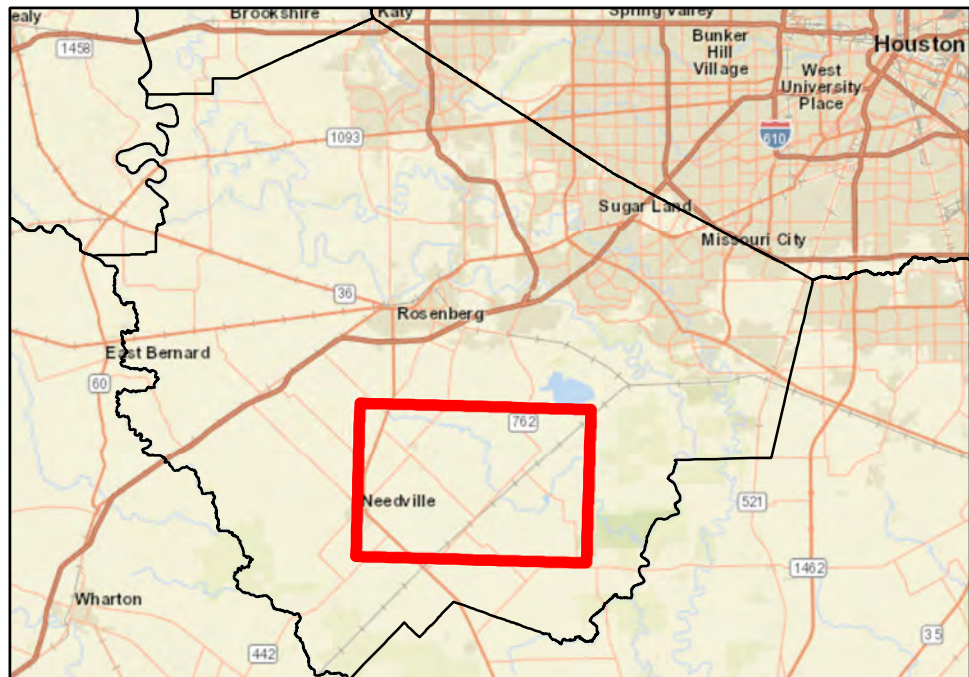 ealy
Brookshire
Katy
Spring Valley
1458
Bunker
Hill
Village
Houston
West
University
Place
1093
610
Sugar Land
Missouri City
36
Rosenberg
East Bernard
60
762
Needville
521
1462
Wharton
442
35